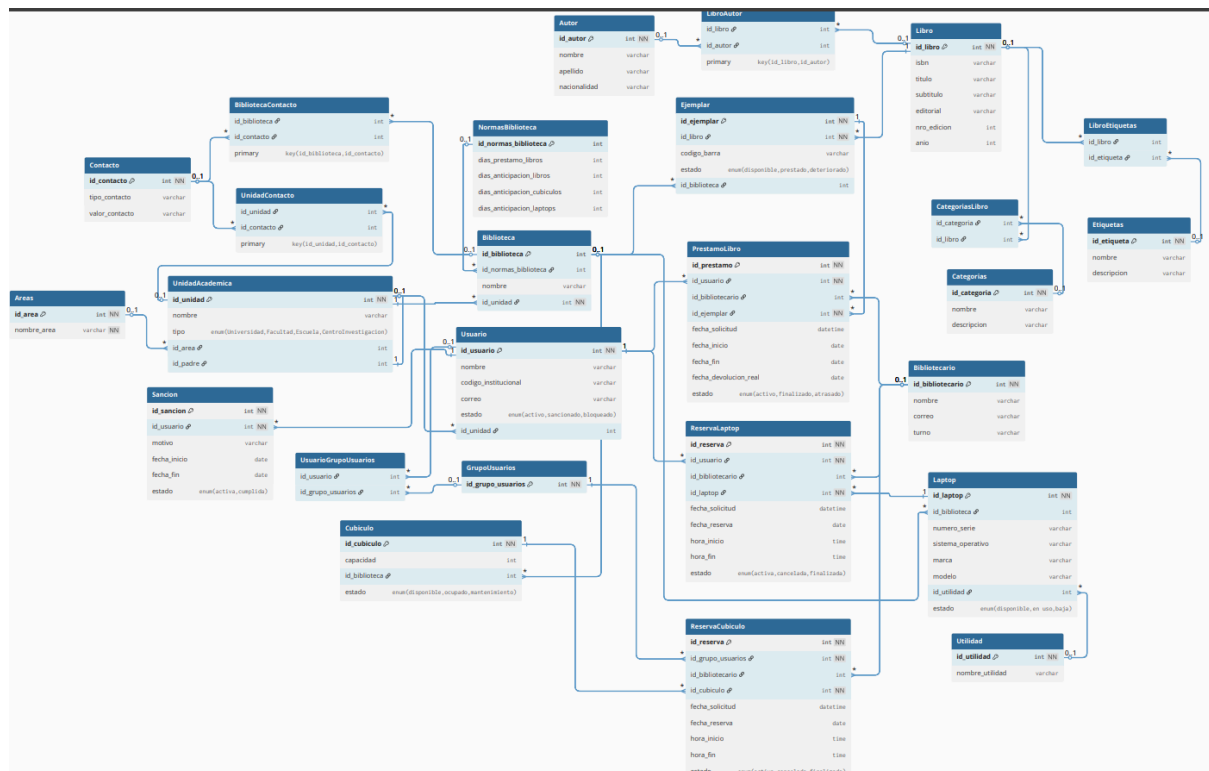 Autor
id_autor int NN
nombre varchar
apellido varchar
nacionalidad varchar
LibroAutor
id_libro int
id_autor int
primary key(id_libro,id_autor)
Libro
id_libro int NN
isbn varchar
titulo varchar
subtitulo varchar
editorial varchar
nro_edicion int
anio int
BibliotecaContacto
id_biblioteca int
id_contacto int
primary key(id_biblioteca,id_contacto)
NormasBiblioteca
id_normas_biblioteca int
dias_prestamo_libros int
dias_anticipacion_libros int
dias_anticipacion_cubiculos int
dias_anticipacion_laptops int
Ejemplar
id_ejemplar int NN
id_libro int NN
codigo_barra varchar
estado enum(disponible,prestado,deteriorado)
id_biblioteca int
LibroEtiquetas
id_libro int
id_etiqueta int
Contacto
id_contacto int NN
tipo_contacto varchar
valor_contacto varchar
UnidadContacto
id_unidad int
id_contacto int
primary key(id_unidad,id_contacto)
CategoriasLibro
id_categoria int
id_libro int
Etiquetas
id_etiqueta int NN
nombre varchar
descripcion varchar
Biblioteca
id_biblioteca int
id_normas_biblioteca int
nombre varchar
id_unidad int NN
PrestamoLibro
id_prestamo int NN
id_usuario int NN
id_bibliotecario int
id_ejemplar int NN
fecha_solicitud datetime
fecha_inicio date
fecha_fin date
fecha_devolucion_real date
estado enum(activo,finalizado,atrasado)
Categorias
id_categoria int NN
nombre varchar
descripcion varchar
Areas
id_area int NN
nombre_area varchar NN
UnidadAcademica
id_unidad int NN
nombre varchar
tipo enum(Universidad,Facultad,Escuela,CentroInvestigacion)
id_area int
id_padre int
Usuario
id_usuario int NN
nombre varchar
codigo_institucional varchar
correo varchar
estado enum(activo,sancionado,bloqueado)
id_unidad int
Bibliotecario
id_bibliotecario int NN
nombre varchar
correo varchar
turno varchar
Sancion
id_sancion int NN
id_usuario int NN
motivo varchar
fecha_inicio date
fecha_fin date
estado enum(activa,cumplida)
UsuarioGrupoUsuarios
id_usuario int
id_grupo_usuarios int
GrupoUsuarios
id_grupo_usuarios int NN
ReservaLaptop
id_reserva int NN
id_usuario int NN
id_bibliotecario int
id_laptop int NN
fecha_solicitud datetime
fecha_reserva date
hora_inicio time
hora_fin time
estado enum(activa,cancelada,finalizada)
Laptop
id_laptop int NN
id_biblioteca int
numero_serie varchar
sistema_operativo varchar
marca varchar
modelo varchar
id_utilidad int
estado enum(disponible,en uso,baja)
Cubiculo
id_cubiculo int NN
capacidad int
id_biblioteca int
estado enum(disponible,ocupado,mantenimiento)
ReservaCubiculo
id_reserva int NN
id_grupo_usuarios int NN
id_bibliotecario int
id_cubiculo int NN
fecha_solicitud datetime
fecha_reserva date
hora_inicio time
hora_fin time
Utilidad
id_utilidad int NN
nombre_utilidad varchar